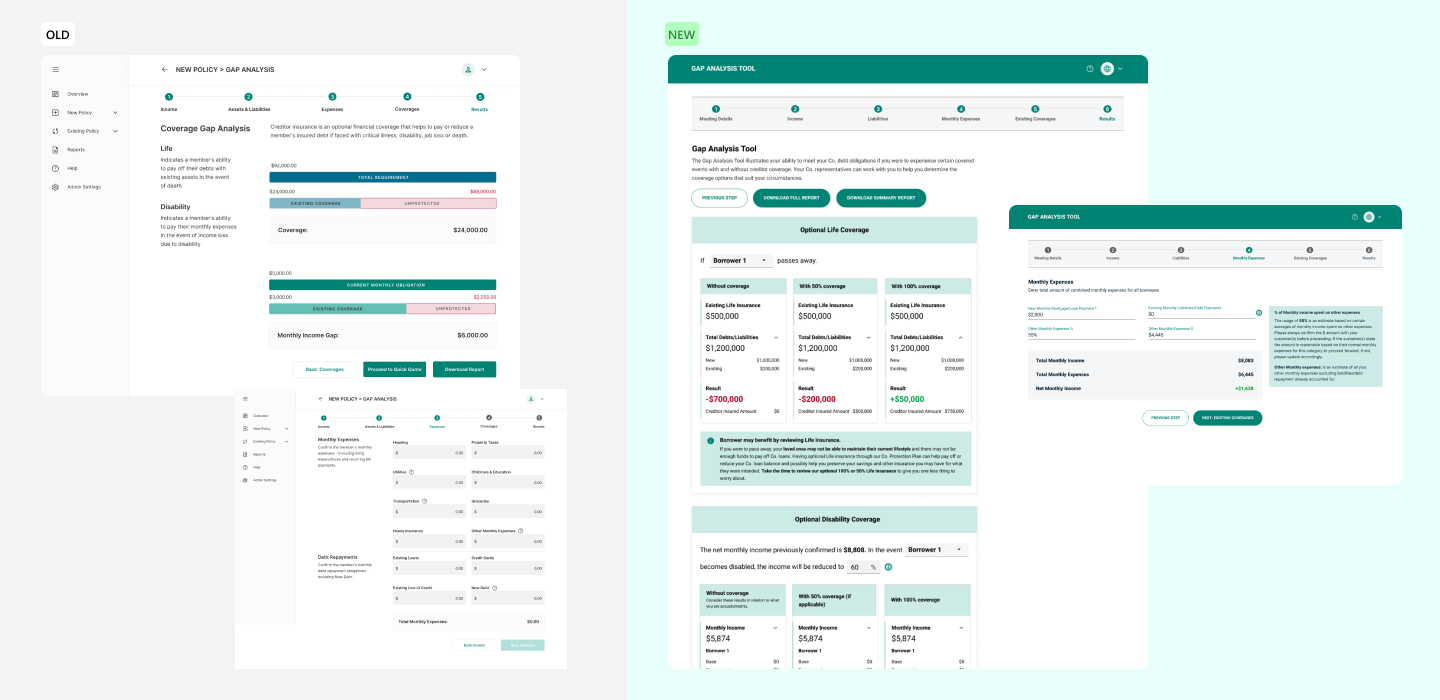 OLD
NEW POLICY > GAP ANALYSIS
Overview
New Policy
Existing Policy
Reports
Help
Admin Settings
1 2 3 4 5
Income Assets & Liabilities Expenses Coverages Results
Coverage Gap Analysis
Creditor insurance is an optional financial coverage that helps to pay or reduce a
member's insured debt if faced with critical illness, disability, job loss or death.
Life
Indicates a member's ability
to pay off their debts with
existing assets in the event
of death
$92,000.00
TOTAL REQUIREMENT
$24,000.00 $68,000.00
EXISTING COVERAGE UNPROTECTED
Coverage: $24,000.00
Disability
Indicates a member's ability
to pay their monthly expenses
in the event of income loss
due to disability
$5,000.00
CURRENT MONTHLY OBLIGATION
$3,000.00 $2,000.00
EXISTING COVERAGE UNPROTECTED
Monthly Income Gap: $6.000.00
Back: Coverages Proceed to Quick Quote Download Report
NEW POLICY > GAP ANALYSIS
Overview
New Policy
Existing Policy
Reports
Help
Admin Settings
1 2 3 4 5
Income Assets & Liabilities Expenses Coverages Results
Monthly Expenses
Confirm the member's monthly
expenses - including living
expenditures and recurring bill
payments.
Housing Property Taxes
$ 0.00 $ 0.00
Utilities Childcare & Education
$ 0.00 $ 0.00
Transportation Groceries
$ 0.00 $ 0.00
House Insurance Other Monthly Expenses
$ 0.00 $ 0.00
Debt Repayments
Confirm the member's monthly
debt repayment obligations -
including New Debt.
Existing Loans Credit Cards
$ 0.00 $ 0.00
Existing Line of Credit New Debt
$ 0.00 $ 0.00
Total Monthly Expenses: $0.00
Back: Income
NEW
GAP ANALYSIS TOOL
1 2 3 4 5 6
Meeting Details Income Liabilities Monthly Expenses Existing Coverages Results
Gap Analysis Tool
The Gap Analysis Tool illustrates your ability to meet your Co. debt obligations if you were to experience certain covered
events with and without creditor coverage. Your Co. representatives can work with you to help you determine the
coverage options that suit your circumstances.
PREVIOUS STEP DOWNLOAD FULL REPORT DOWNLOAD SUMMARY REPORT
Optional Life Coverage
If Borrower 1 passes away.
Without coverage With 50% coverage With 100% coverage
Existing Life Insurance Existing Life Insurance Existing Life Insurance
$500,000 $500,000 $500,000
Total Debts/Liabilities Total Debts/Liabilities Total Debts/Liabilities
$1,200,000 $1,200,000 $1,200,000
New $1,000,000 New $1,000,000 New $1,000,000
Existing $200,000 Existing $200,000 Existing $200,000
Result Result Result
-$700,000 -$200,000 +$50,000
Creditor Insured Amount $0 Creditor Insured Amount $500,000 Creditor Insured Amount $750,000
Borrower may benefit by reviewing Life Insurance.
If you were to pass away, your loved ones may not be able to maintain their current lifestyle and there may not be
enough funds to pay off Co. loans. Having optional Life insurance through our Co. Protection Plan can help pay off or
reduce your Co. loan balance and possibly help you preserve your savings and other insurance you may have for what
they were intended. Take the time to review our optional 100% or 50% Life insurance to give you one less thing to
worry about.
Optional Disability Coverage
The net monthly income previously confirmed is $8,808. In the event Borrower 1
becomes disabled, the income will be reduced to 60 %
Without coverage
Consider these results in relation to what
you are accustomed to.
With 50% coverage (if
applicable)
With 100% coverage
Monthly Income Monthly Income Monthly Income
$5,874 $5,874 $5,874
Borrower 1 Borrower 1 Borrower 1
Base $0 Base $0 Base $0
GAP ANALYSIS TOOL
1 2 3 4 5 6
Meeting Details Income Liabilities Monthly Expenses Existing Coverages Results
Monthly Expenses
Enter total amount of combined monthly expenses for all borrowers
New Monthly Mortgage/Loan Payment *
$2,000
Existing Monthly Liabilities/Debt Payments
$0
Other Monthly Expenses %
55%
Other Monthly Expenses $
$4,445
Total Monthly Income $8,083
Total Monthly Expenses $6,445
Net Monthly Income +$1,638
% of Monthly income spent on other expenses
The usage of 55% is an estimate based on certain
averages of monthly income spent on other expenses.
Please always confirm the $ amount with your
customer(s) before proceeding. If the customer(s) state
the amount is reasonable based on their normal monthly
expenses for this category to proceed forward, if not,
please update accordingly.
Other Monthly expenses: is an estimate of all your
other monthly expenses excluding liabilities/debt
repayment already accounted for.
PREVIOUS STEP NEXT: EXISTING COVERAGES